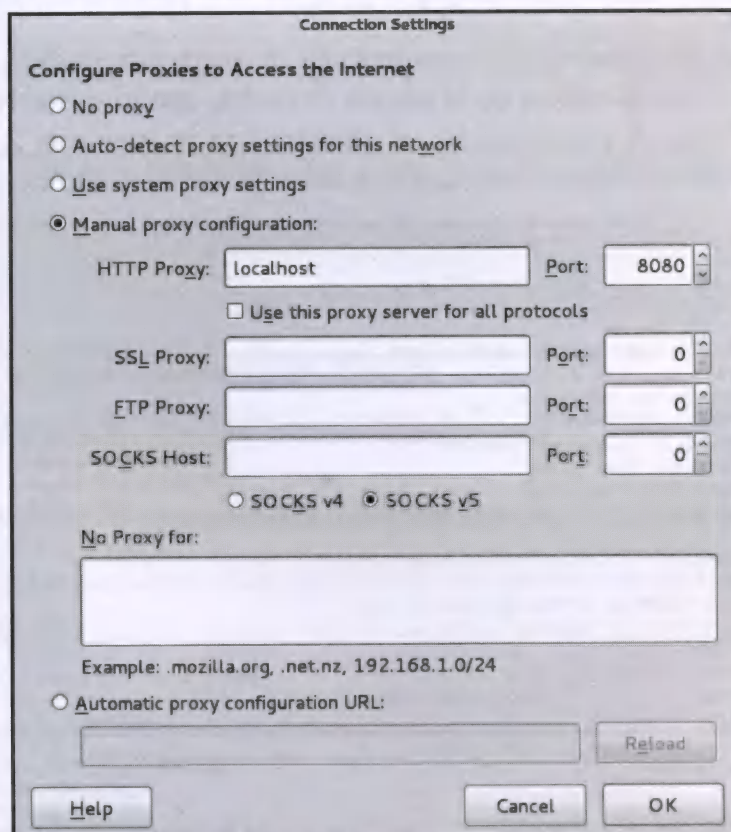 Connection Settings
Configure Proxies to Access the Internet
No proxy
Auto-detect proxy settings for this network
Use system proxy settings
Manual proxy configuration:
HTTP Proxy: localhost Port: 8080
Use this proxy server for all protocols
SSL Proxy: Port: 0
FTP Proxy: Port: 0
SOCKS Host: Port: 0
SOCKS v4 SOCKS v5
No Proxy for:
Example: .mozilla.org, .net.nz, 192.168.1.0/24
Automatic proxy configuration URL:
Reload
Help Cancel OK